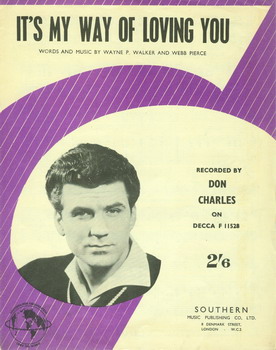 IT'S MY WAY OF LOVING YOU
WORDS AND MUSIC BY WAYNE P. WALKER AND WEBB PIERCE
RECORDED BY
DON
CHARLES
ON
DECCA F 11528
2'6
SOUTHERN
MUSIC PUBLISHING CO. LTD.
8 DENMARK STREET,
LONDON - W.C.2